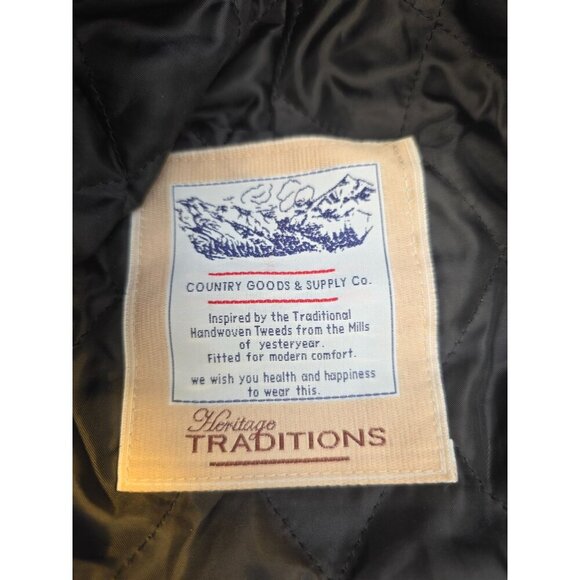 COUNTRY GOODS & SUPPLY Co.
Inspired by the Traditional
Handwoven Tweeds from the Mills
of yesteryear.
Fitted for modern comfort.
we wish you health and happiness
to wear this.
Heritage
TRADITIONS